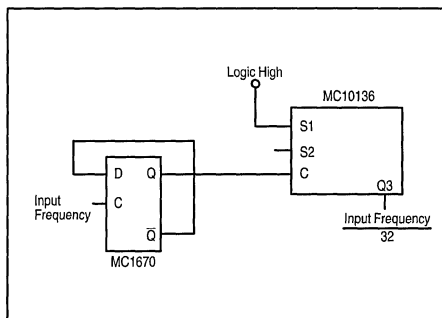 Logic High
MC10136
S1
S2
D
Q
C
Input
Frequency
C
Q3
Q̅
Input Frequency
32
MC1670